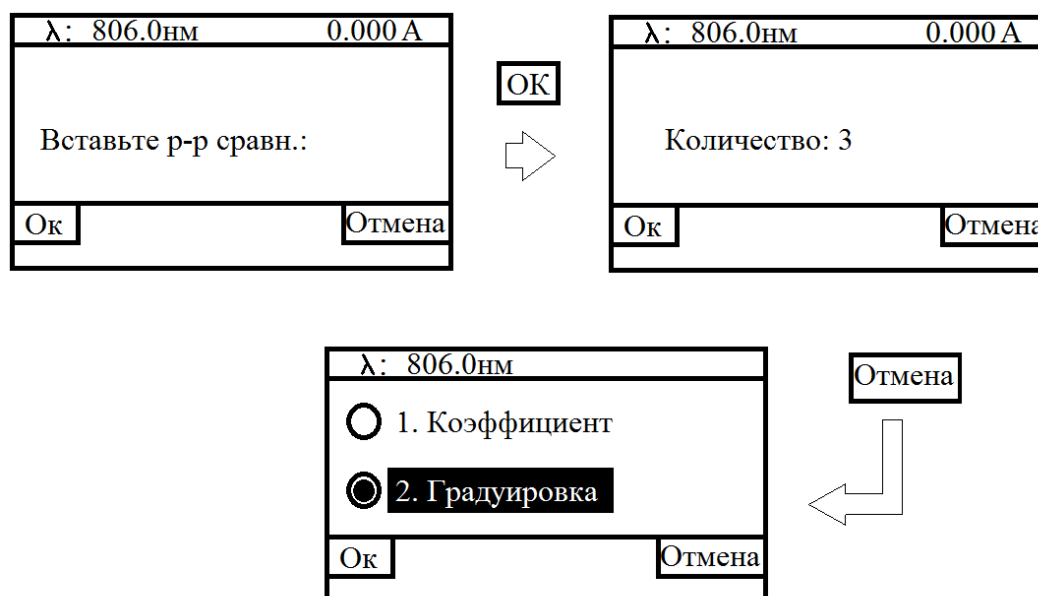 λ: 806.0нм 0.000 A
Вставьте р-р сравн.:
Ок Отмена
ОК
λ: 806.0нм 0.000 A
Количество: 3
Ок Отмена
λ: 806.0нм
1. Коэффициент
2. Градуировка
Ок Отмена
Отмена